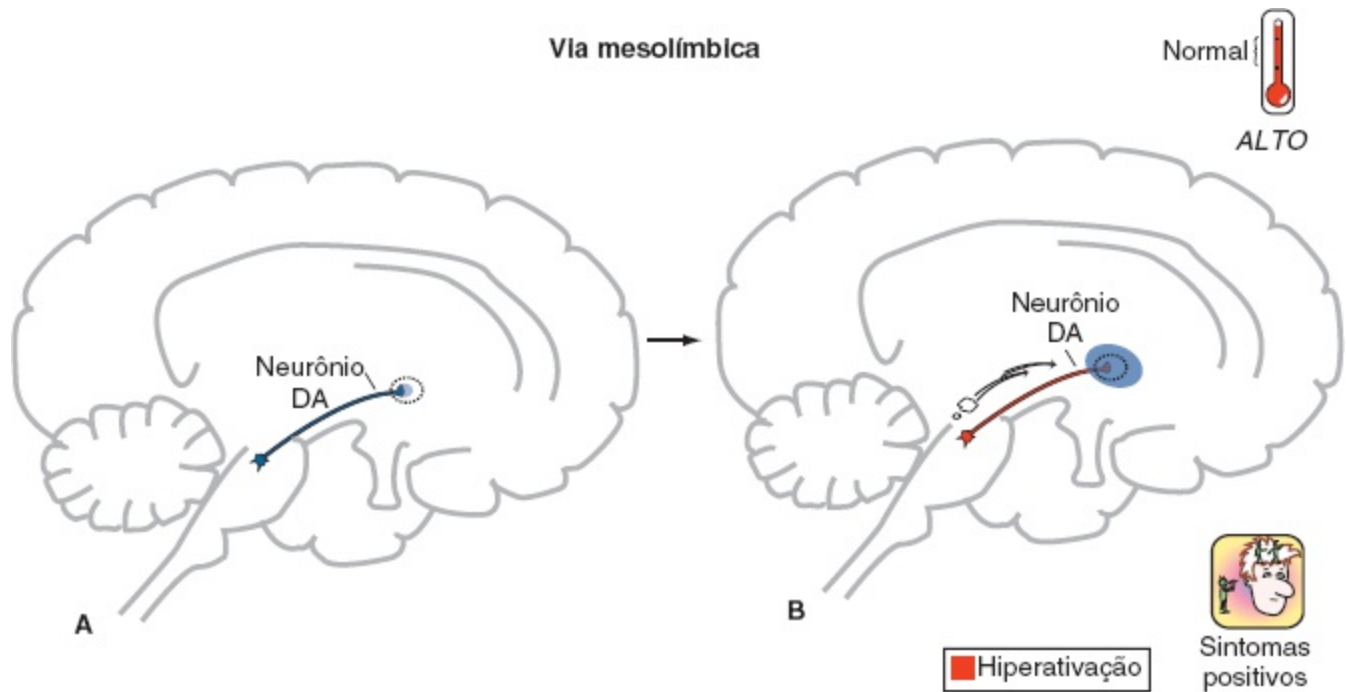 Via mesolímbica
Normal
ALTO
Neurônio
DA
Neurônio
DA
A
B
Hiperativação
Sintomas
positivos